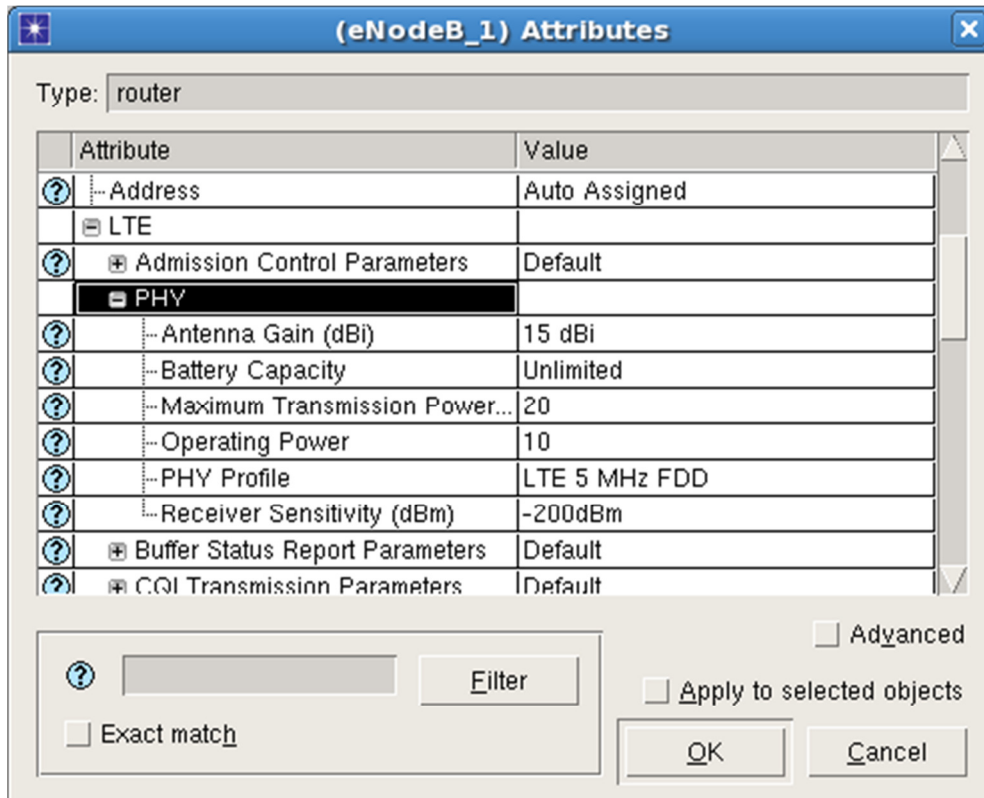 (eNodeB_1) Attributes
Type: router
Attribute Value
Address Auto Assigned
LTE
Admission Control Parameters Default
PHY
Antenna Gain (dBi) 15 dBi
Battery Capacity Unlimited
Maximum Transmission Power... 20
Operating Power 10
PHY Profile LTE 5 MHz FDD
Receiver Sensitivity (dBm) -200dBm
Buffer Status Report Parameters Default
CQI Transmission Parameters Default
Advanced
Filter
Apply to selected objects
Exact match
OK Cancel